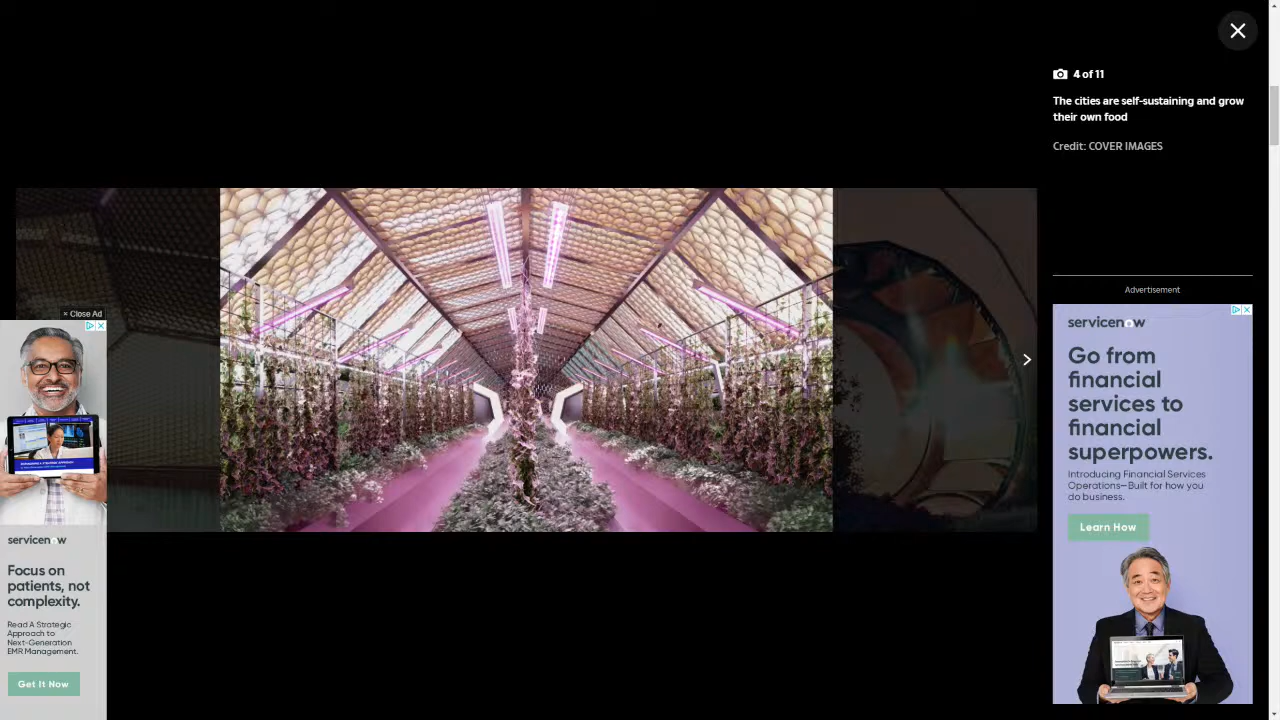 4 of 11
The cities are self-sustaining and grow
their own food
Credit: COVER IMAGES
Advertisement
× Close Ad
servicenow
Focus on
patients, not
complexity.
Read A Strategic
Approach to
Next-Generation
EMR Management.
Get It Now
servicenow
Go from
financial
services to
financial
superpowers.
Introducing Financial Services
Operations—Built for how you
do business.
Learn How